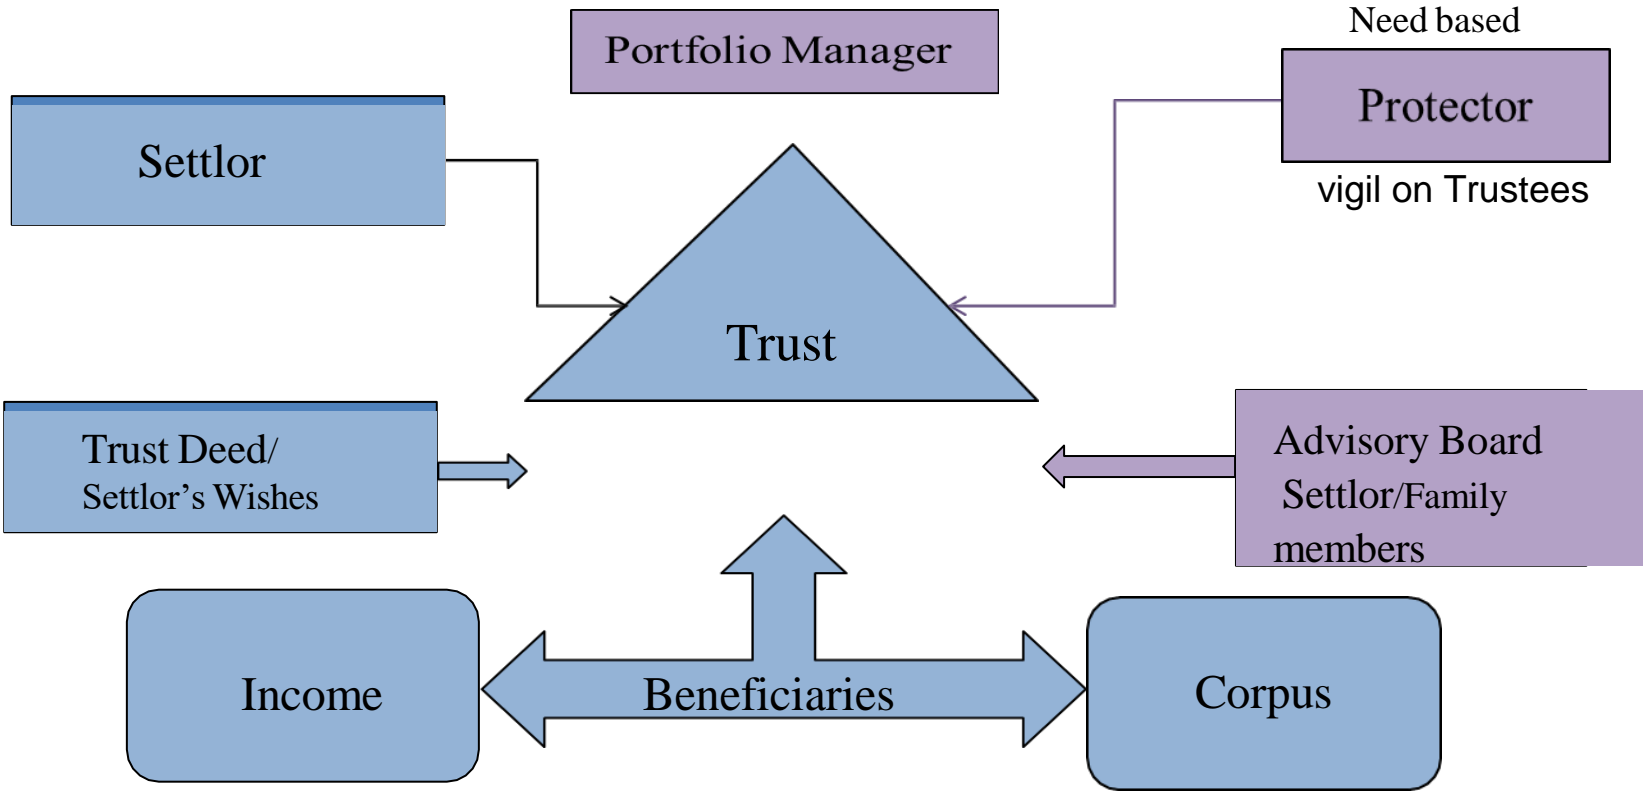 Need based
Portfolio Manager
Protector
Settlor
vigil on Trustees
Trust
Trust Deed/
Settlor’s Wishes
Advisory Board
Settlor/Family
members
Income
Beneficiaries
Corpus